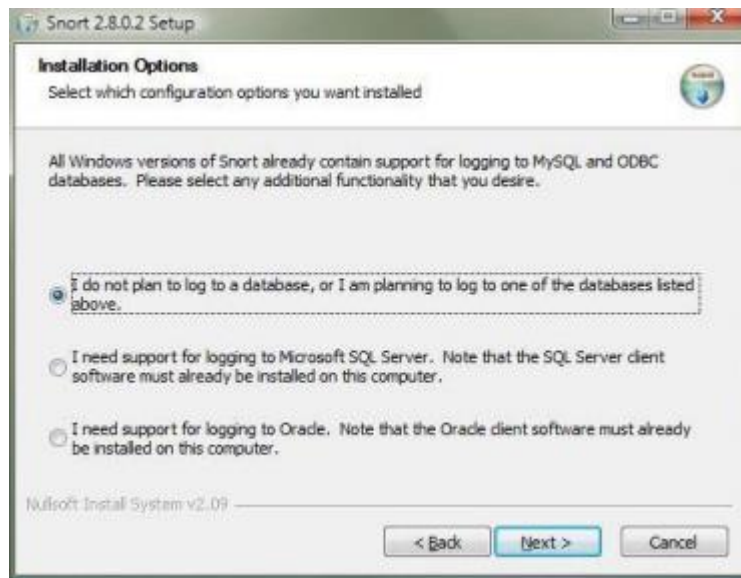 Snort 2.8.0.2 Setup
Installation Options
Select which configuration options you want installed
All Windows versions of Snort already contain support for logging to MySQL and ODBC
databases. Please select any additional functionality that you desire.
I do not plan to log to a database, or I am planning to log to one of the databases listed
above.
I need support for logging to Microsoft SQL Server. Note that the SQL Server client
software must already be installed on this computer.
I need support for logging to Oracle. Note that the Oracle client software must already
be installed on this computer.
Nullsoft Install System v2.09
< Back
Next >
Cancel